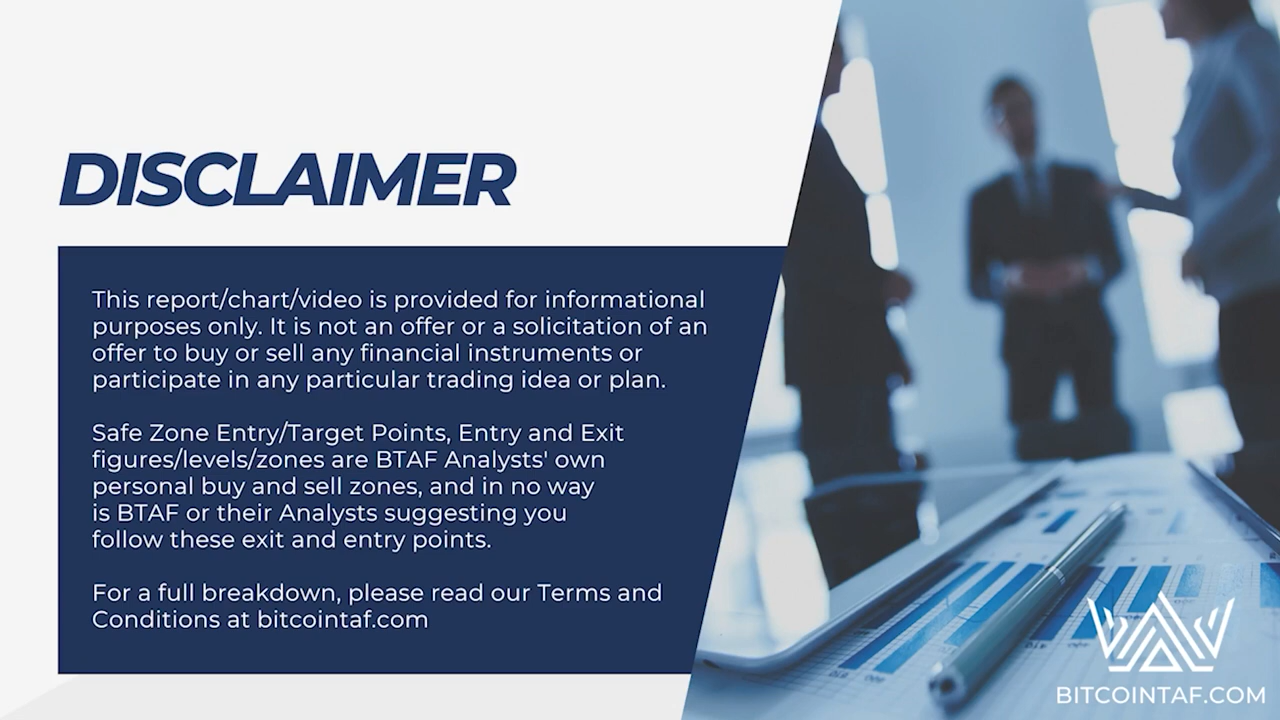 DISCLAIMER
This report/chart/video is provided for informational
purposes only. It is not an offer or a solicitation of an
offer to buy or sell any financial instruments or
participate in any particular trading idea or plan.
Safe Zone Entry/Target Points, Entry and Exit
figures/levels/zones are BTAF Analysts' own
personal buy and sell zones, and in no way
is BTAF or their Analysts suggesting you
follow these exit and entry points.
For a full breakdown, please read our Terms and
Conditions at bitcointaf.com
BITCOINTAF.COM